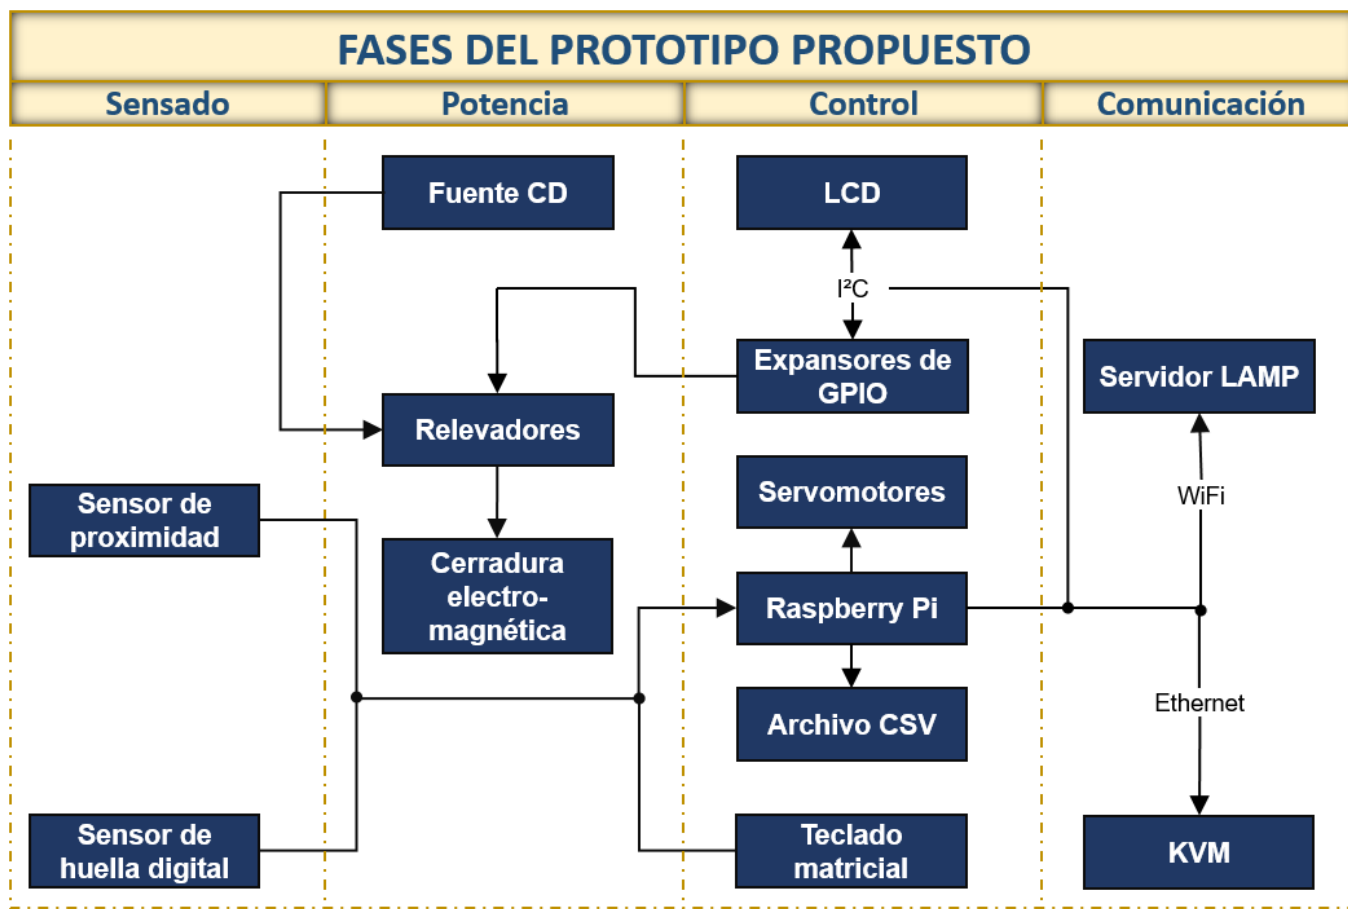 FASES DEL PROTOTIPO PROPUESTO
Sensado
Potencia
Control
Comunicación
Fuente CD
LCD
I²C
Expansores de
GPIO
Servidor LAMP
Relevadores
Sensor de
proximidad
Servomotores
WiFi
Cerradura
electro-
magnética
Raspberry Pi
Ethernet
Archivo CSV
Sensor de
huella digital
Teclado
matricial
KVM